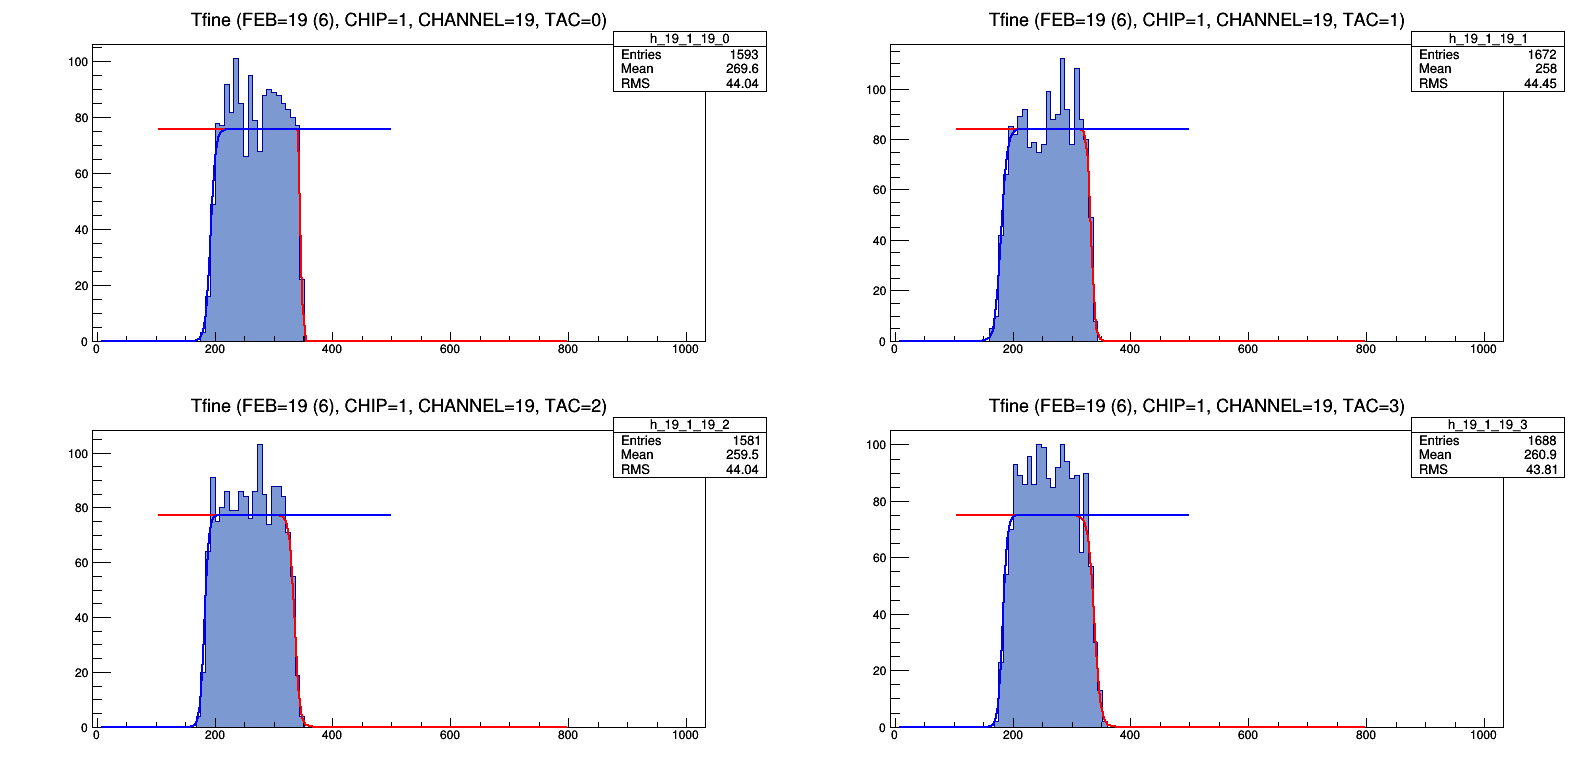 Tfine (FEB=19 (6), CHIP=1, CHANNEL=19, TAC=0)
h_19_1_19_0
Entries 1593
Mean 269.6
RMS 44.04
100
80
60
40
20
0
0 200 400 600 800 1000
Tfine (FEB=19 (6), CHIP=1, CHANNEL=19, TAC=1)
h_19_1_19_1
Entries 1672
Mean 258
RMS 44.45
100
80
60
40
20
0
0 200 400 600 800 1000
Tfine (FEB=19 (6), CHIP=1, CHANNEL=19, TAC=2)
h_19_1_19_2
Entries 1581
Mean 259.5
RMS 44.04
100
80
60
40
20
0
0 200 400 600 800 1000
Tfine (FEB=19 (6), CHIP=1, CHANNEL=19, TAC=3)
h_19_1_19_3
Entries 1688
Mean 260.9
RMS 43.81
100
80
60
40
20
0
0 200 400 600 800 1000